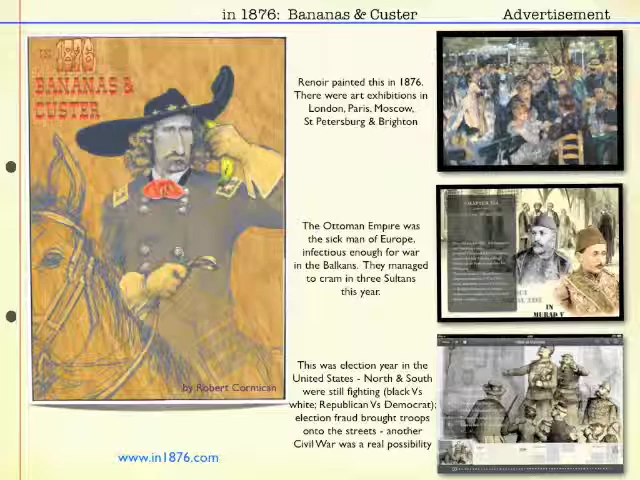 in 1876: Bananas & Custer
Advertisement
1876
BANANAS &
CUSTER
by Robert Cormican
www.in1876.com
Renoir painted this in 1876.
There were art exhibitions in
London, Paris, Moscow,
St Petersburg & Brighton
The Ottoman Empire was
the sick man of Europe,
infectious enough for war
in the Balkans. They managed
to cram in three Sultans
this year.
IN
MURAD V
This was election year in the
United States - North & South
were still fighting (black Vs
white; Republican Vs Democrat);
election fraud brought troops
onto the streets - another
Civil War was a real possibility